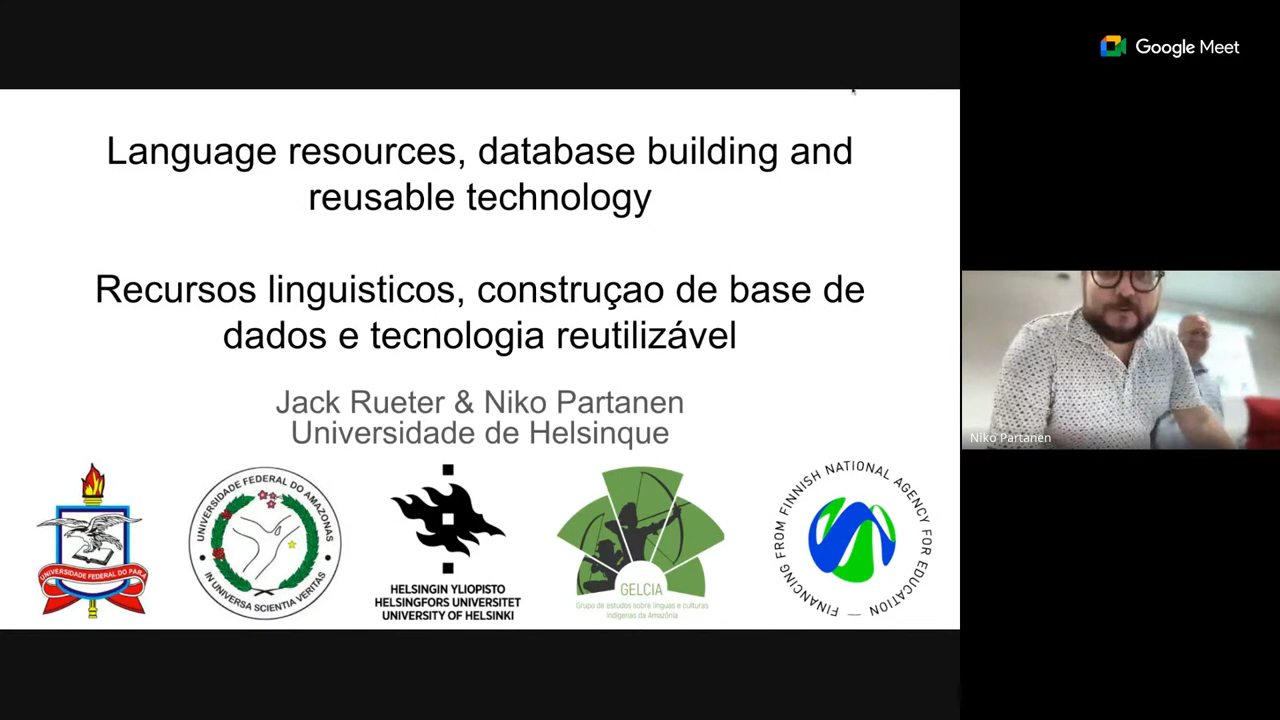 Google Meet
Language resources, database building and
reusable technology
Recursos linguisticos, construçao de base de
dados e tecnologia reutilizável
Jack Rueter & Niko Partanen
Universidade de Helsinque
Niko Partanen
UNIVERSIDADE FEDERAL DO PARÁ
UNIVERSIDADE FEDERAL DO AMAZONAS
IN UNIVERSA SCIENTIA VERITAS
HELSINGIN YLIOPISTO
HELSINGFORS UNIVERSITET
UNIVERSITY OF HELSINKI
GELCIA
Grupo de estudos sobre línguas e culturas
indígenas da Amazônia
FINANCING FROM FINNISH NATIONAL AGENCY FOR EDUCATION